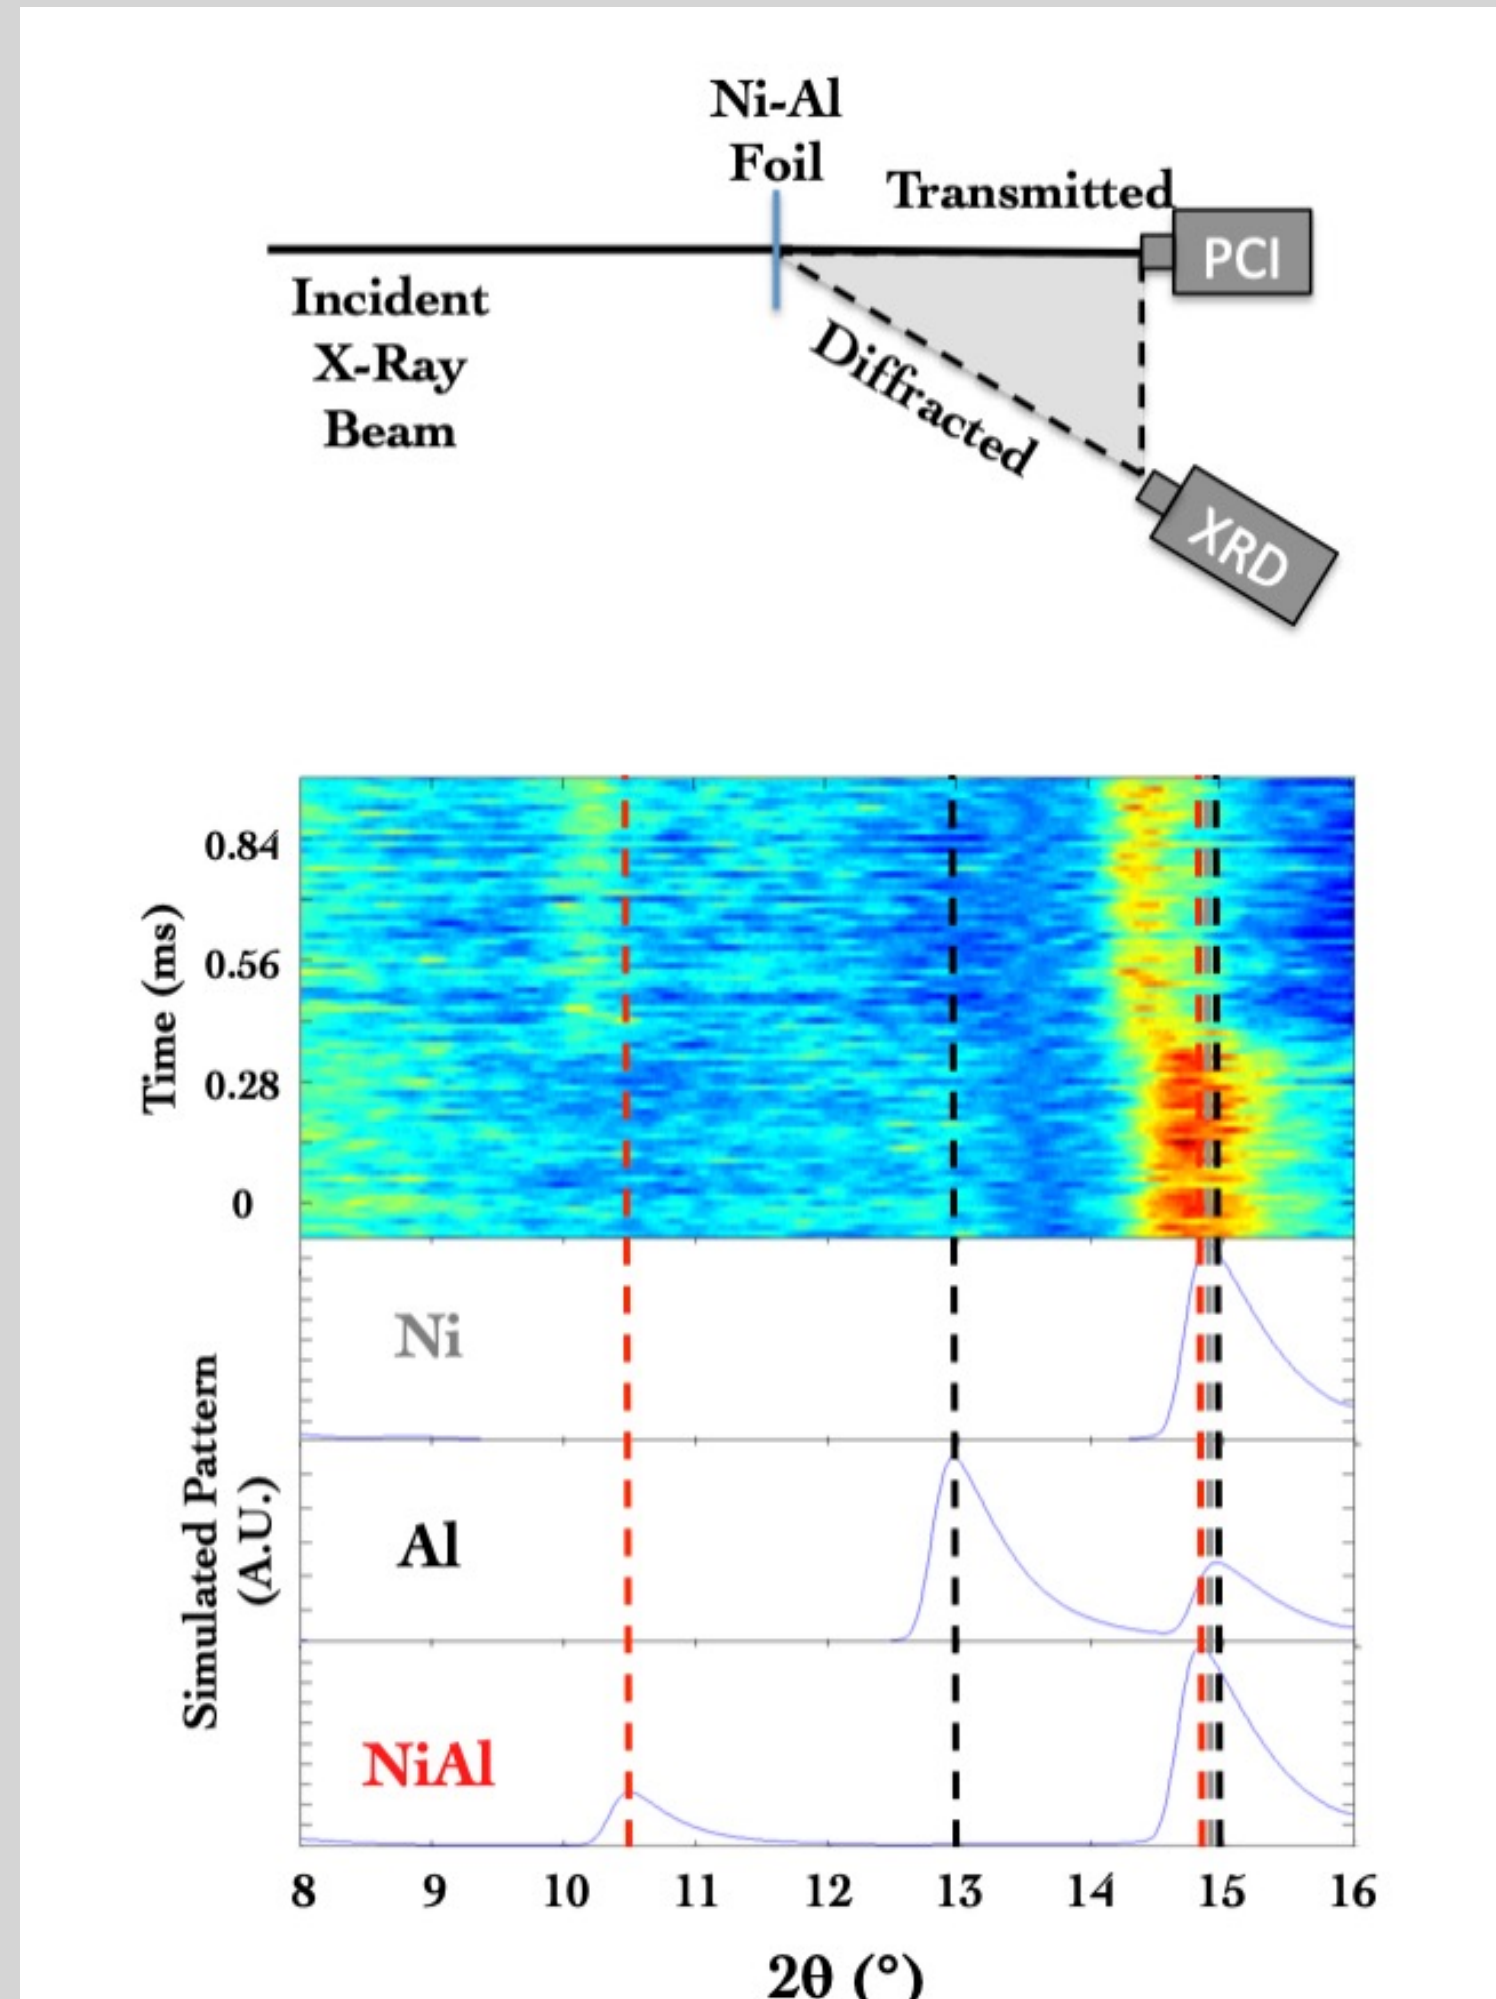 Ni-Al
Foil
Transmitted
PCI
Incident
X-Ray
Beam
Diffracted
XRD
Time (ms)
0.84
0.56
0.28
0
Simulated Pattern
(A.U.)
Ni
Al
NiAl
8 9 10 11 12 13 14 15 16
2θ (°)